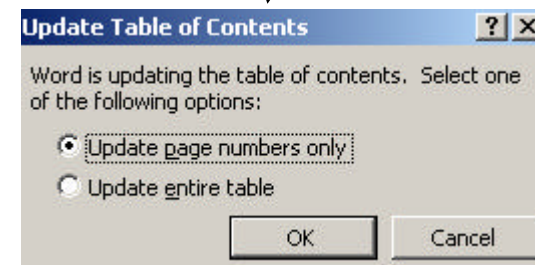 Update Table of Contents
Word is updating the table of contents.  Select one
of the following options:
Update page numbers only
Update entire table
OK Cancel